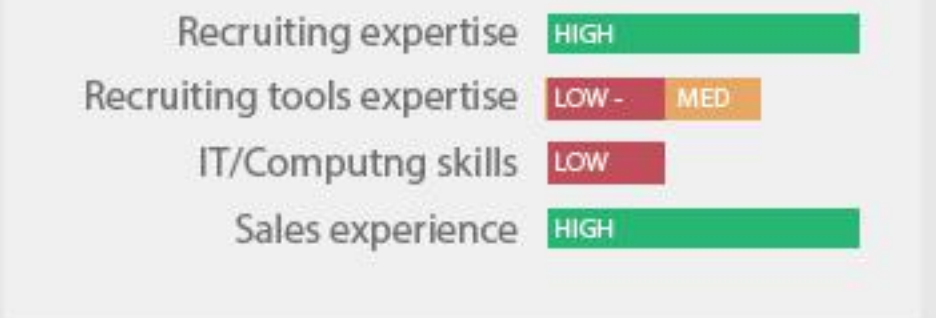 Recruiting expertise HIGH
Recruiting tools expertise LOW - MED
IT/Computng skills LOW
Sales experience HIGH